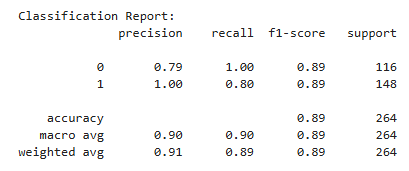 Classification Report:
precision recall f1-score support
0 0.79 1.00 0.89 116
1 1.00 0.80 0.89 148
accuracy 0.89 264
macro avg 0.90 0.90 0.89 264
weighted avg 0.91 0.89 0.89 264